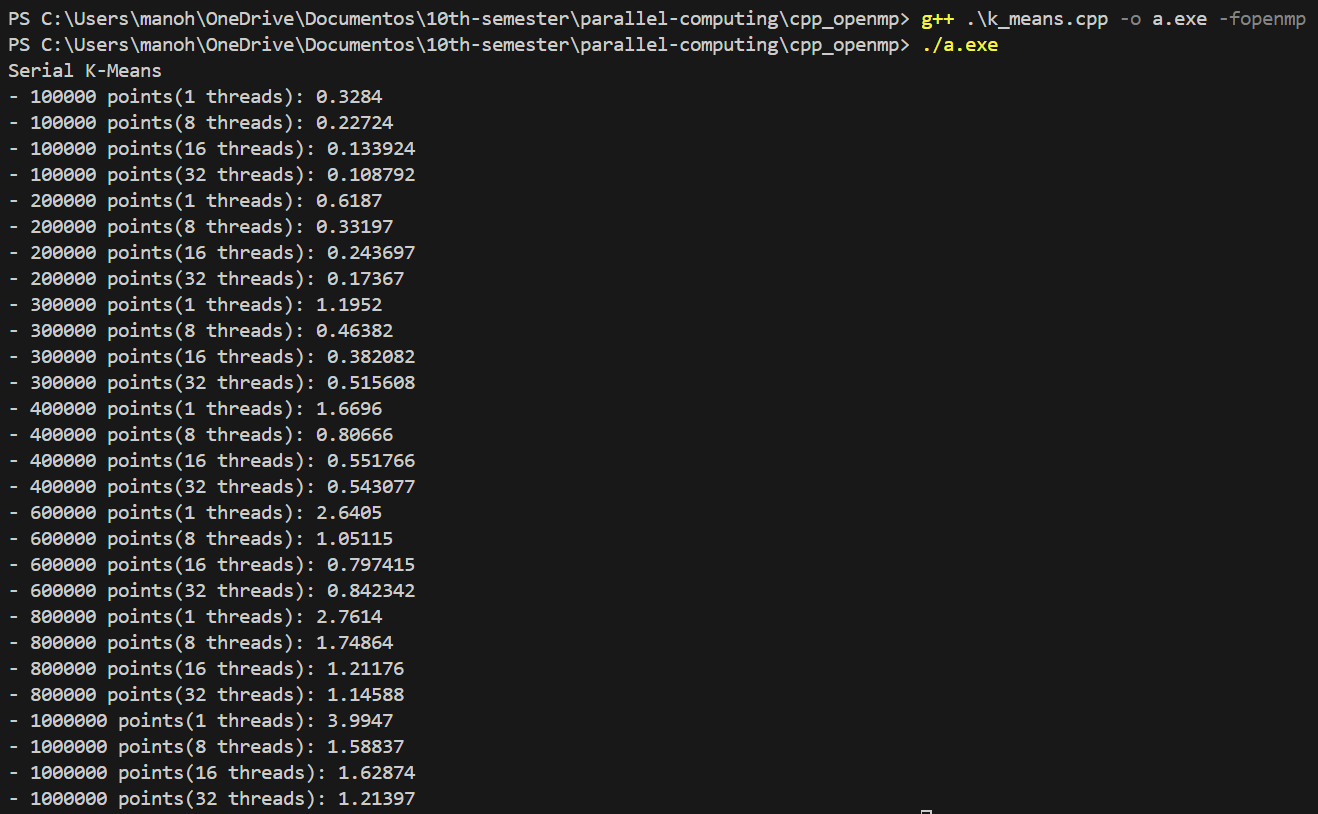 PS C:\Users\manoh\OneDrive\Documentos\10th-semester\parallel-computing\cpp_openmp> g++ .\k_means.cpp -o a.exe -fopenmp
PS C:\Users\manoh\OneDrive\Documentos\10th-semester\parallel-computing\cpp_openmp> ./a.exe
Serial K-Means
- 100000 points(1 threads): 0.3284
- 100000 points(8 threads): 0.22724
- 100000 points(16 threads): 0.133924
- 100000 points(32 threads): 0.108792
- 200000 points(1 threads): 0.6187
- 200000 points(8 threads): 0.33197
- 200000 points(16 threads): 0.243697
- 200000 points(32 threads): 0.17367
- 300000 points(1 threads): 1.1952
- 300000 points(8 threads): 0.46382
- 300000 points(16 threads): 0.382082
- 300000 points(32 threads): 0.515608
- 400000 points(1 threads): 1.6696
- 400000 points(8 threads): 0.80666
- 400000 points(16 threads): 0.551766
- 400000 points(32 threads): 0.543077
- 600000 points(1 threads): 2.6405
- 600000 points(8 threads): 1.05115
- 600000 points(16 threads): 0.797415
- 600000 points(32 threads): 0.842342
- 800000 points(1 threads): 2.7614
- 800000 points(8 threads): 1.74864
- 800000 points(16 threads): 1.21176
- 800000 points(32 threads): 1.14588
- 1000000 points(1 threads): 3.9947
- 1000000 points(8 threads): 1.58837
- 1000000 points(16 threads): 1.62874
- 1000000 points(32 threads): 1.21397